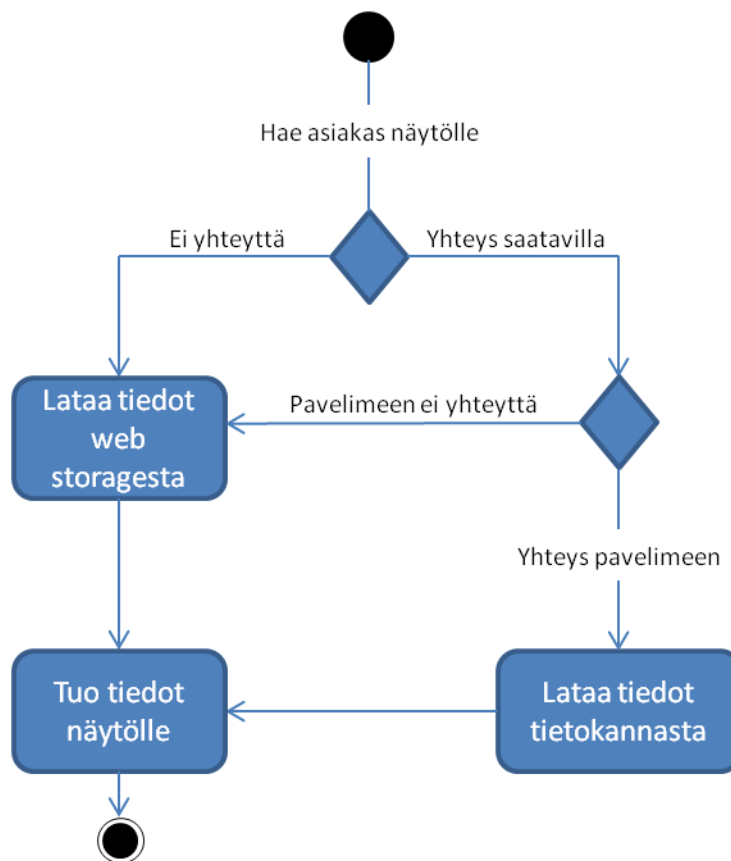 Hae asiakas näytölle
Ei yhteyttä
Yhteys saatavilla
Lataa tiedot
web
storagesta
Pavelimeen ei yhteyttä
Yhteys pavelimeen
Tuo tiedot
näytölle
Lataa tiedot
tietokannasta